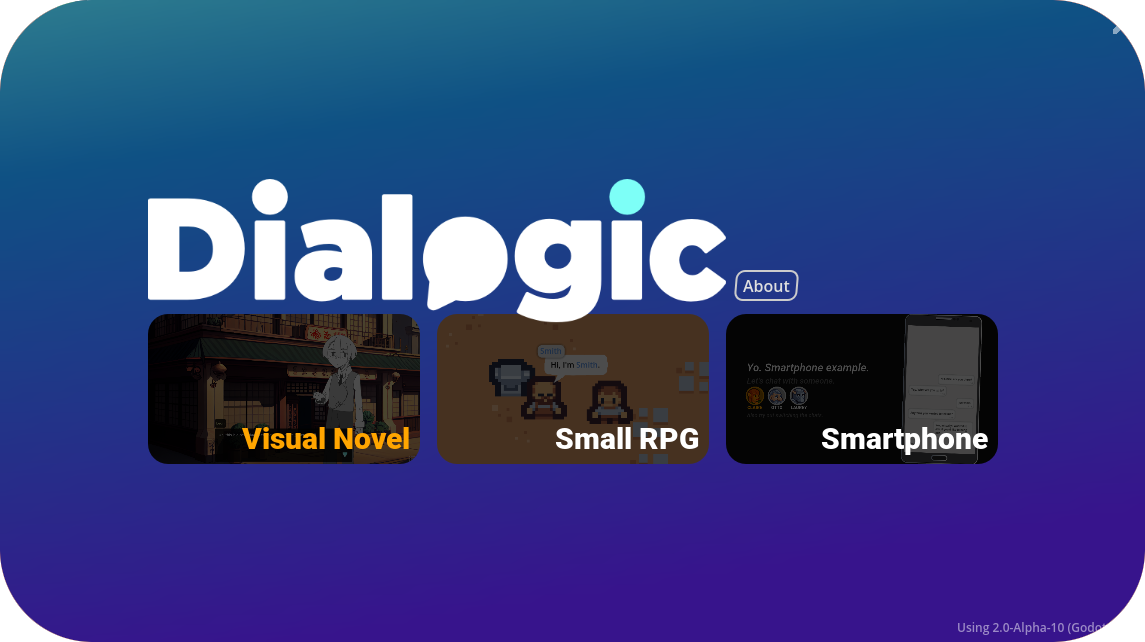 Dialogic
About
Smith
Hi, I'm Smith.
Yo. Smartphone example.
Let's chat with someone.
Visual Novel
Small RPG
Smartphone
Using 2.0-Alpha-10 (Godot